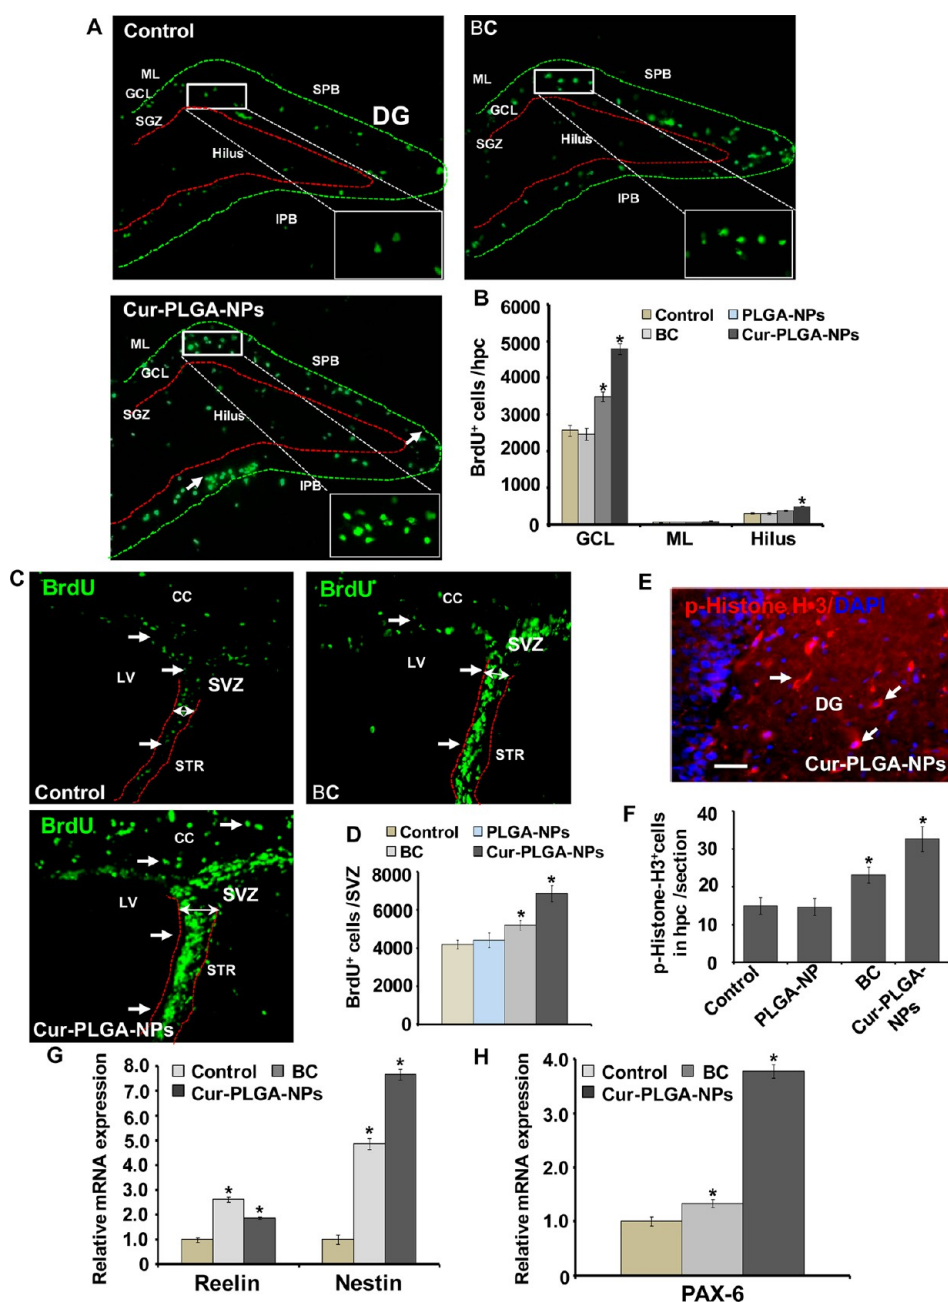 A
Control
ML
GCL
SGZ
SPB
DG
Hilus
IPB
BC
ML
GCL
SGZ
SPB
Hilus
IPB
Cur-PLGA-NPs
ML
GCL
SGZ
SPB
Hilus
IPB
B
6000
5000
4000
3000
2000
1000
0
BrdU⁺ cells /hpc
Control
PLGA-NPs
BC
Cur-PLGA-NPs
*
*
*
GCL
ML
Hilus
C
BrdU
CC
LV
SVZ
STR
Control
BrdU
CC
SVZ
LV
STR
BC
BrdU
CC
SVZ
LV
STR
Cur-PLGA-NPs
D
Control
PLGA-NPs
BC
Cur-PLGA-NPs
8000
6000
4000
2000
0
BrdU⁺ cells /SVZ
*
*
E
p-Histone H-3/DAPI
DG
Cur-PLGA-NPs
F
p-Histone-H3⁺cells
in hpc /section
40
30
20
10
0
*
*
Control
PLGA-NP
BC
Cur-PLGA-
NPs
G
Relative mRNA expression
8.0
7.0
6.0
5.0
4.0
3.0
2.0
1.0
0
Control
BC
Cur-PLGA-NPs
*
*
*
*
Reelin
Nestin
H
Relative mRNA expression
4.0
3.0
2.0
1.0
0
Control
BC
Cur-PLGA-NPs
*
*
PAX-6